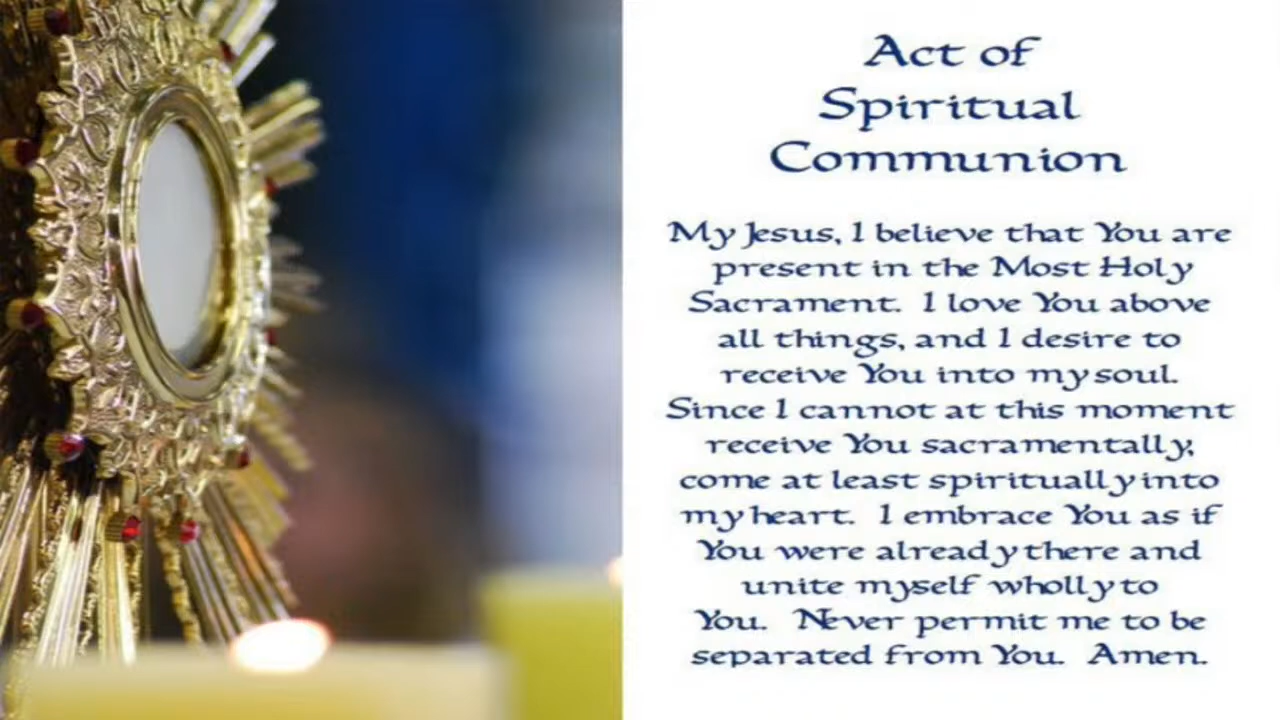 Act of
Spiritual
Communion
My Jesus, I believe that You are
present in the Most Holy
Sacrament. I love You above
all things, and I desire to
receive You into my soul.
Since I cannot at this moment
receive You sacramentally,
come at least spiritually into
my heart. I embrace You as if
You were already there and
unite myself wholly to
You. Never permit me to be
separated from You. Amen.